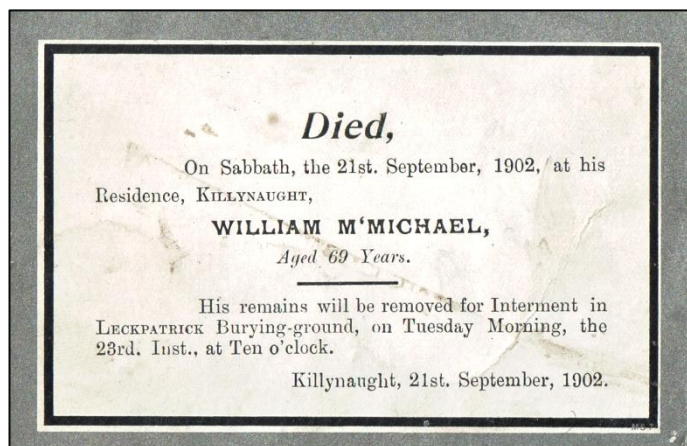 Died,
On Sabbath, the 21st. September, 1902, at his
Residence, KILLYNAUGHT,
WILLIAM M‘MICHAEL,
Aged 69 Years.
His remains will be removed for Interment in
LECKPATRICK Burying-ground, on Tuesday Morning, the
23rd. Inst., at Ten o'clock.
Killynaught, 21st. September, 1902.